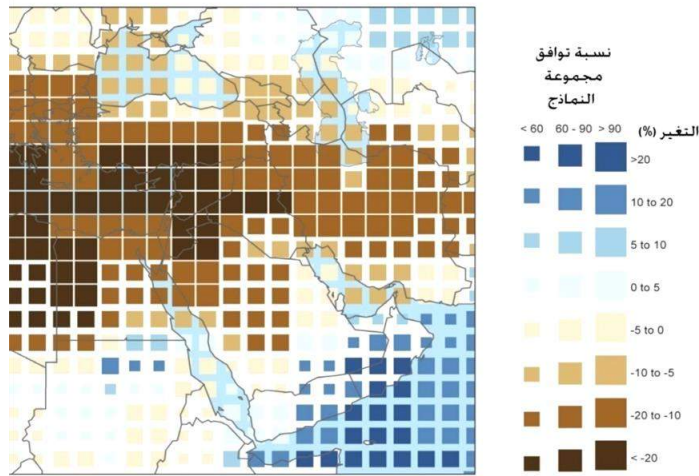 نسبة توافق
مجموعة
النماذج
التغير (%)
< 60 60 - 90 > 90
>20
10 to 20
5 to 10
0 to 5
-5 to 0
-10 to -5
-20 to -10
< -20